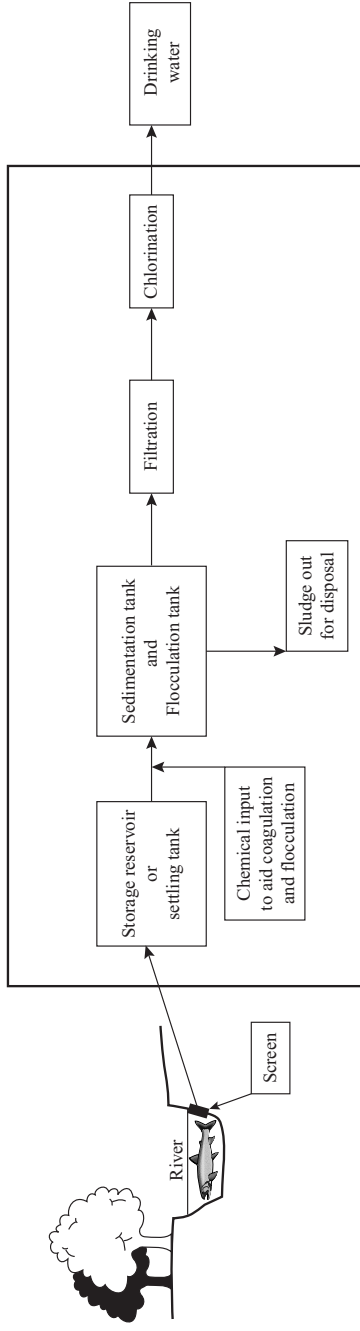 River
Screen
Storage reservoir
or
settling tank
Chemical input
to aid coagulation
and flocculation
Sedimentation tank
and
Flocculation tank
Sludge out
for disposal
Filtration
Chlorination
Drinking
water